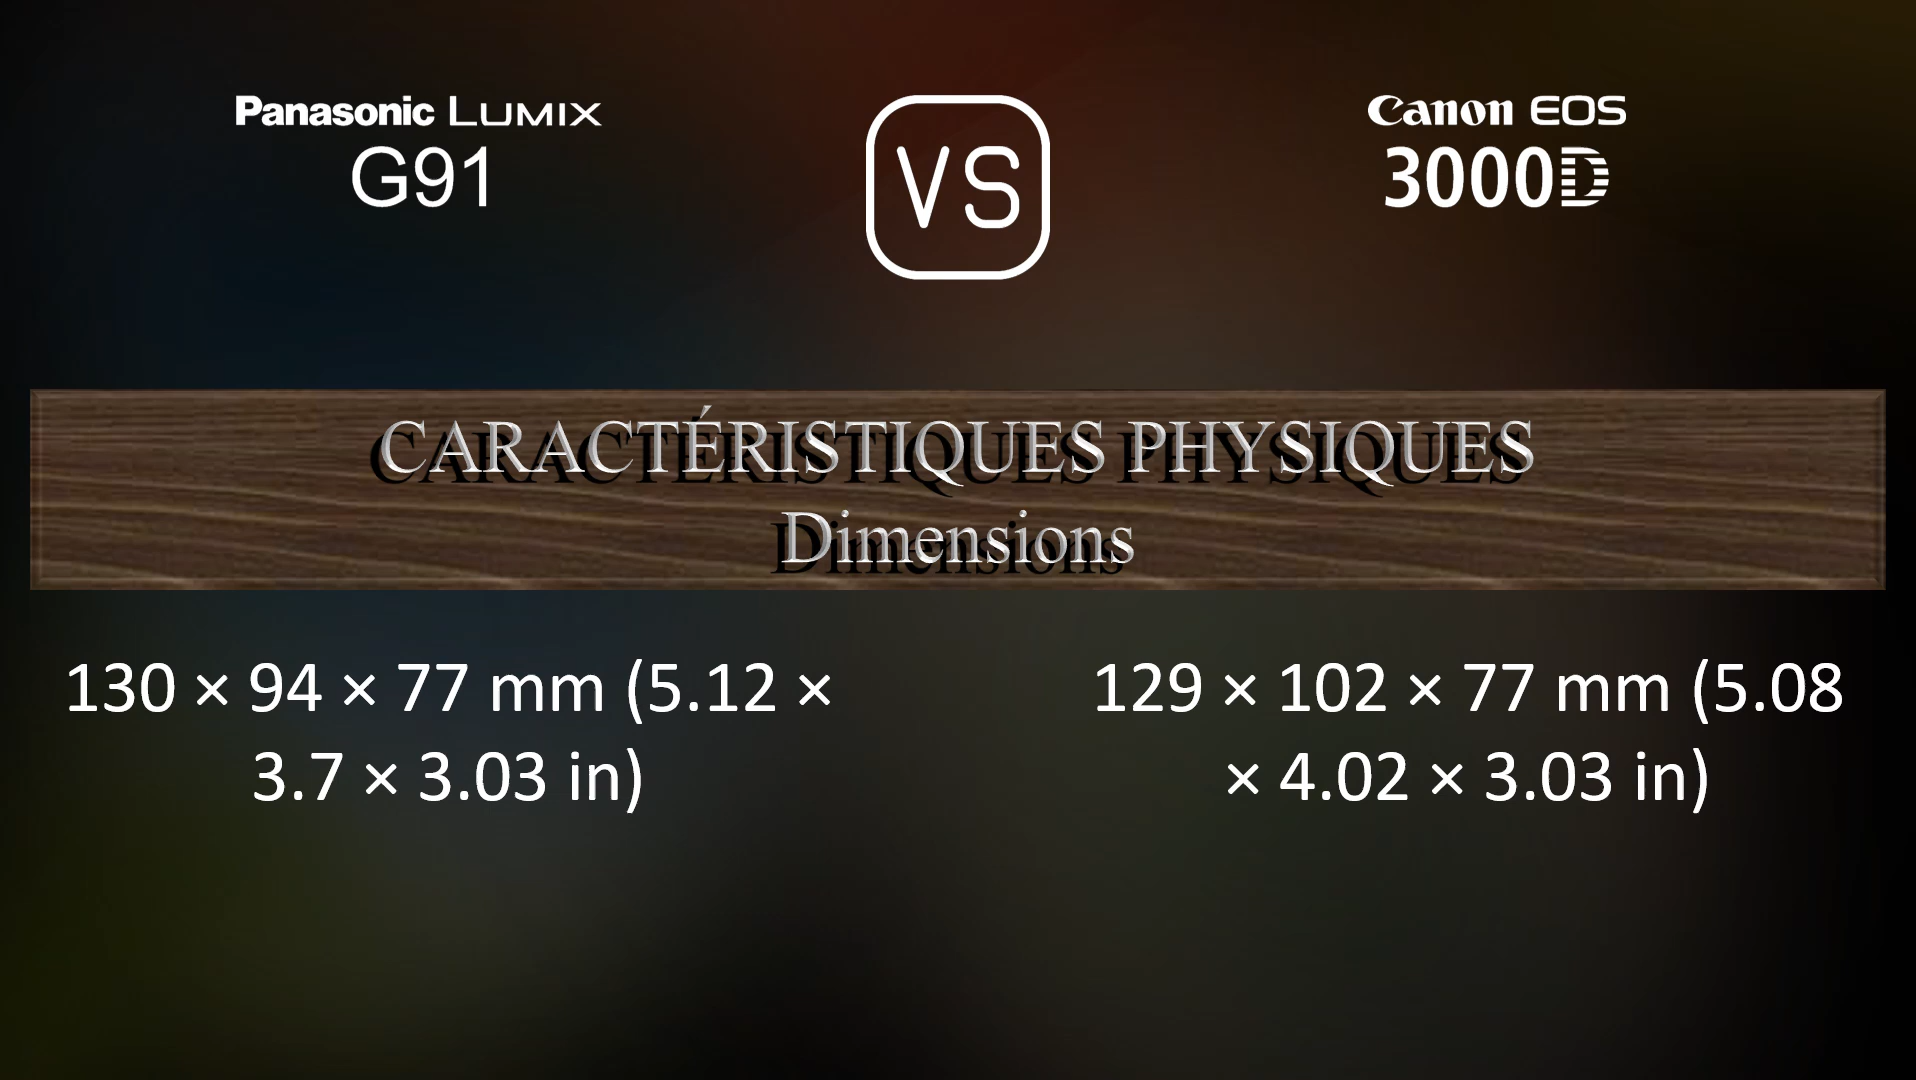 Panasonic LUMIX
G91
VS
Canon EOS
3000D
CARACTÉRISTIQUES PHYSIQUES
Dimensions
130 × 94 × 77 mm (5.12 ×
3.7 × 3.03 in)
129 × 102 × 77 mm (5.08
× 4.02 × 3.03 in)